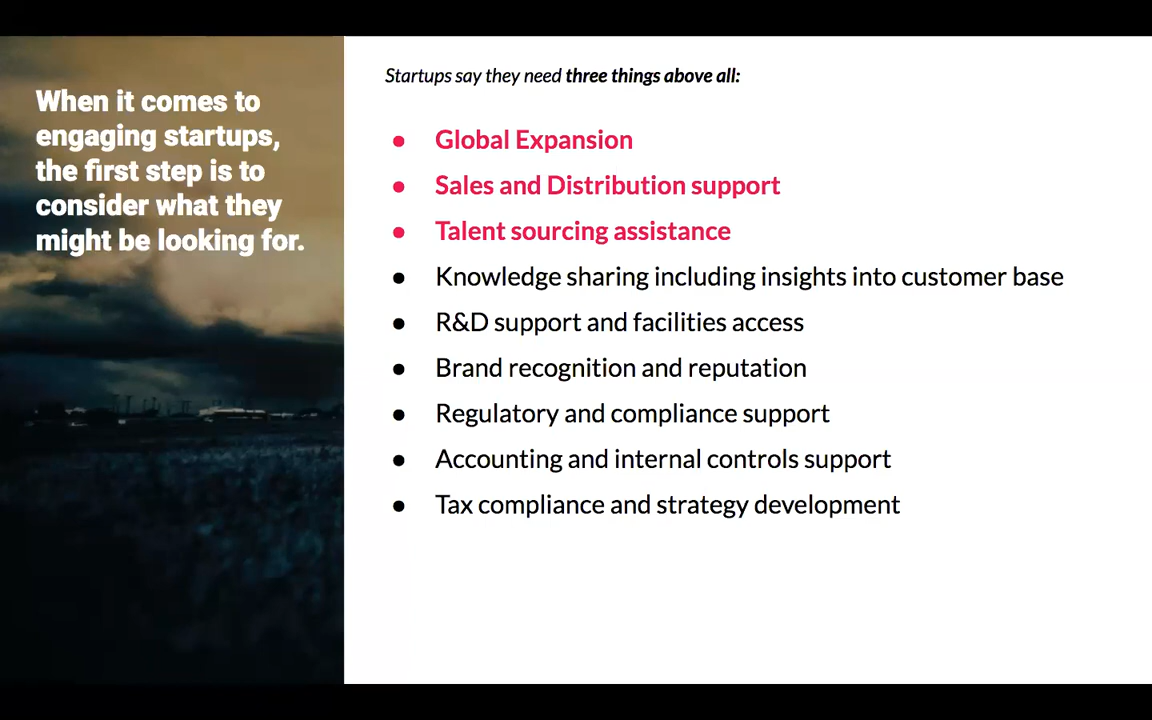 When it comes to
engaging startups,
the first step is to
consider what they
might be looking for.
Startups say they need three things above all:
● Global Expansion
● Sales and Distribution support
● Talent sourcing assistance
● Knowledge sharing including insights into customer base
● R&D support and facilities access
● Brand recognition and reputation
● Regulatory and compliance support
● Accounting and internal controls support
● Tax compliance and strategy development